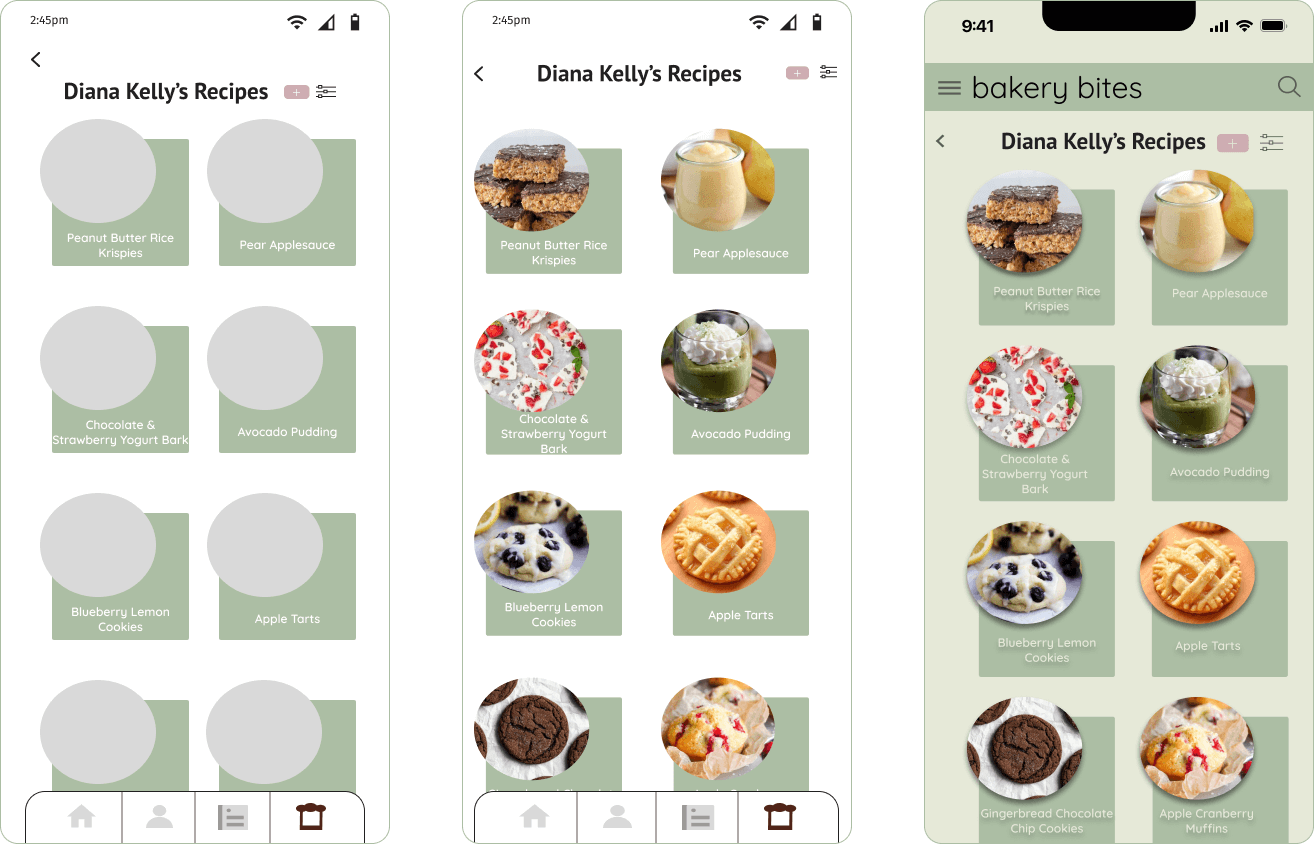 2:45pm
Diana Kelly's Recipes
+
Peanut Butter Rice
Krispies
Pear Applesauce
Chocolate &
Strawberry Yogurt Bark
Avocado Pudding
Blueberry Lemon
Cookies
Apple Tarts
2:45pm
Diana Kelly's Recipes
+
Peanut Butter Rice
Krispies
Pear Applesauce
Chocolate &
Strawberry Yogurt
Bark
Avocado Pudding
Blueberry Lemon
Cookies
Apple Tarts
9:41
bakery bites
Diana Kelly's Recipes
+
Peanut Butter Rice
Krispies
Pear Applesauce
Chocolate &
Strawberry Yogurt
Bark
Avocado Pudding
Blueberry Lemon
Cookies
Apple Tarts
Gingerbread Chocolate
Chip Cookies
Apple Cranberry
Muffins